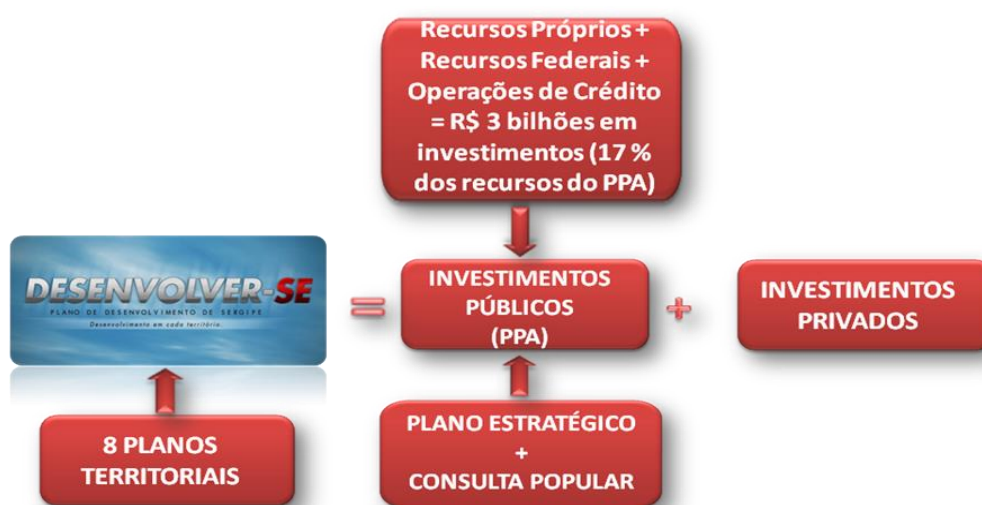 Recursos Próprios +
Recursos Federais +
Operações de Crédito
= R$ 3 bilhões em
investimentos (17 %
dos recursos do PPA)
DESENVOLVER-SE
PLANO DE DESENVOLVIMENTO DE SERGIPE
Desenvolvimento em cada território.
=
INVESTIMENTOS
PÚBLICOS
(PPA)
+
INVESTIMENTOS
PRIVADOS
8 PLANOS
TERRITORIAIS
PLANO ESTRATÉGICO
+
CONSULTA POPULAR